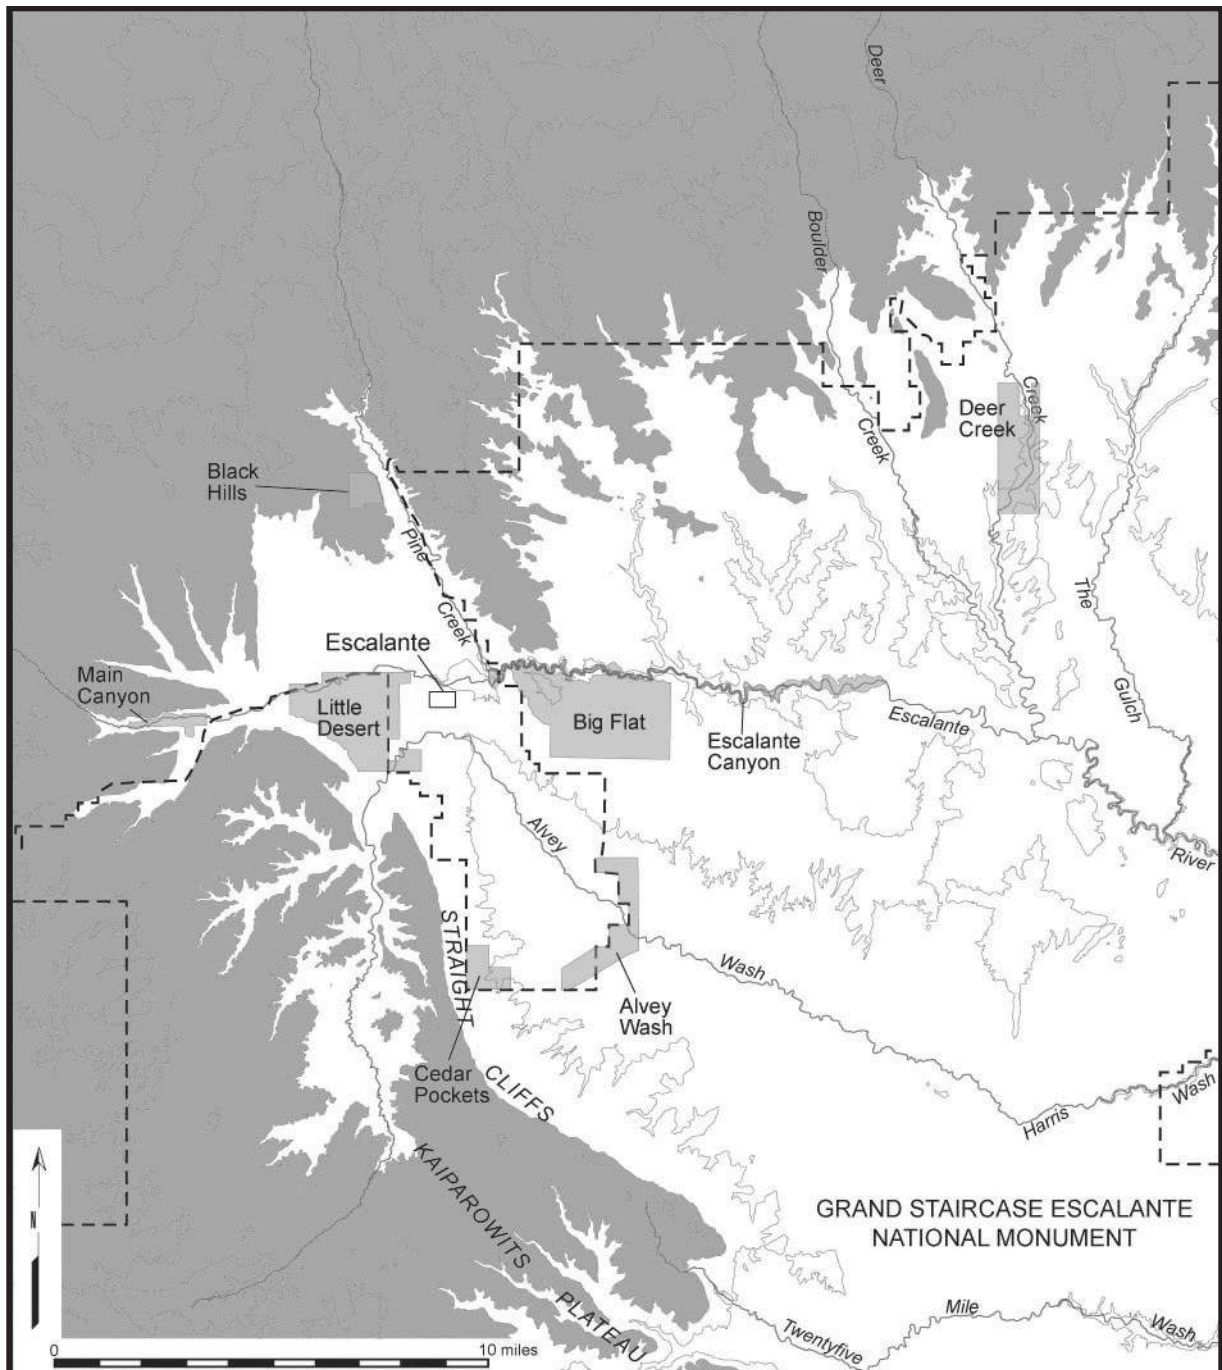 Deer
Boulder
Creek
Deer
Creek
Creek
Black
Hills
Pine
Creek
The
Gulch
Escalante
Main
Canyon
Little
Desert
Big Flat
Escalante
Canyon
Escalante
River
Alvey
Wash
STRAIGHT
CLIFFS
Alvey
Wash
Cedar
Pockets
Harris
Wash
KAIPAROWITS
PLATEAU
GRAND STAIRCASE ESCALANTE
NATIONAL MONUMENT
N
Twentyfive
Mile
Wash
0
10 miles